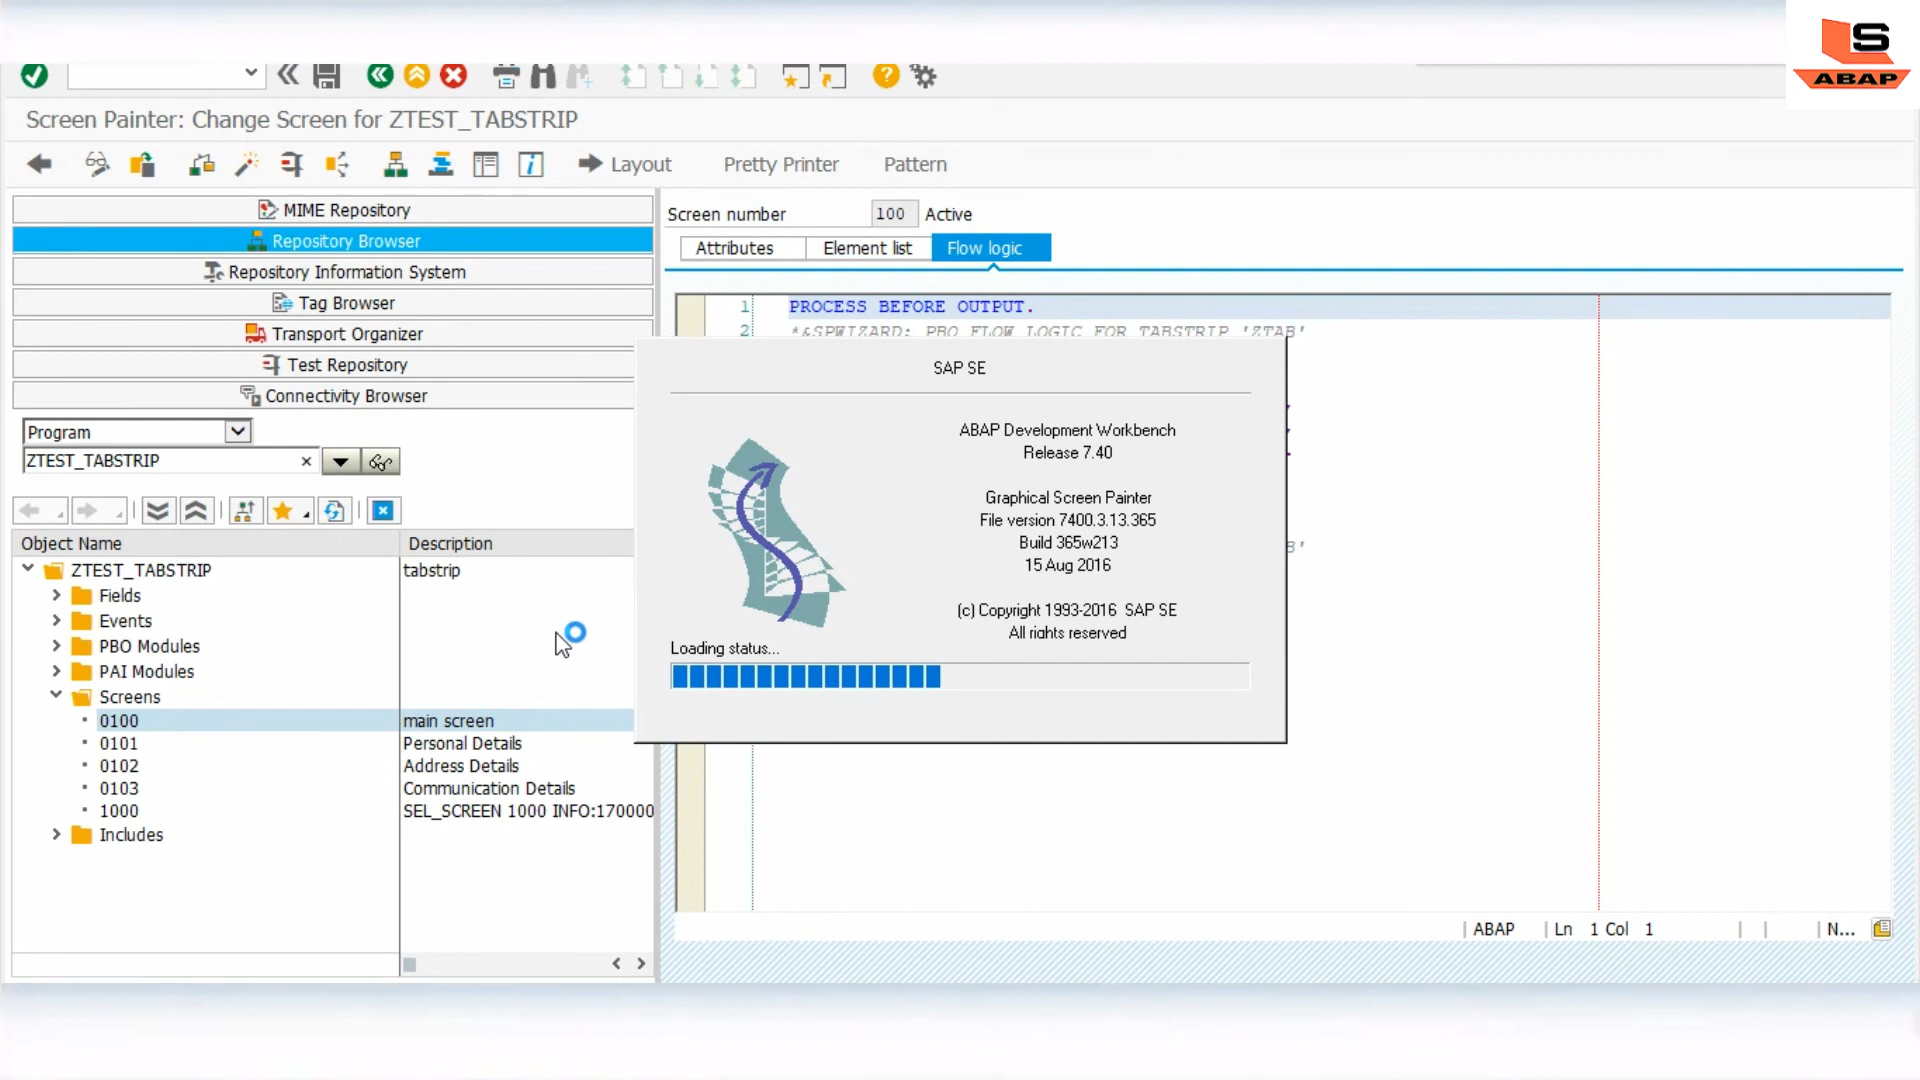 S
ABAP
Screen Painter: Change Screen for ZTEST_TABSTRIP
Layout
Pretty Printer
Pattern
MIME Repository
Repository Browser
Repository Information System
Tag Browser
Transport Organizer
Test Repository
Connectivity Browser
Program
ZTEST_TABSTRIP
Object Name
Description
ZTEST_TABSTRIP
tabstrip
Fields
Events
PBO Modules
PAI Modules
Screens
0100
main screen
0101
Personal Details
0102
Address Details
0103
Communication Details
1000
SEL_SCREEN 1000 INFO:170000
Includes
Screen number
100
Active
Attributes
Element list
Flow logic
1
PROCESS BEFORE OUTPUT.
2
*&SPWIZARD: PBO FLOW LOGIC FOR TABSTRIP 'ZTAB'
SAP SE
ABAP Development Workbench
Release 7.40
Graphical Screen Painter
File version 7400.3.13.365
Build 365w213
15 Aug 2016
(c) Copyright 1993-2016 SAP SE
All rights reserved
Loading status...
B'
ABAP
Ln 1 Col 1
N...